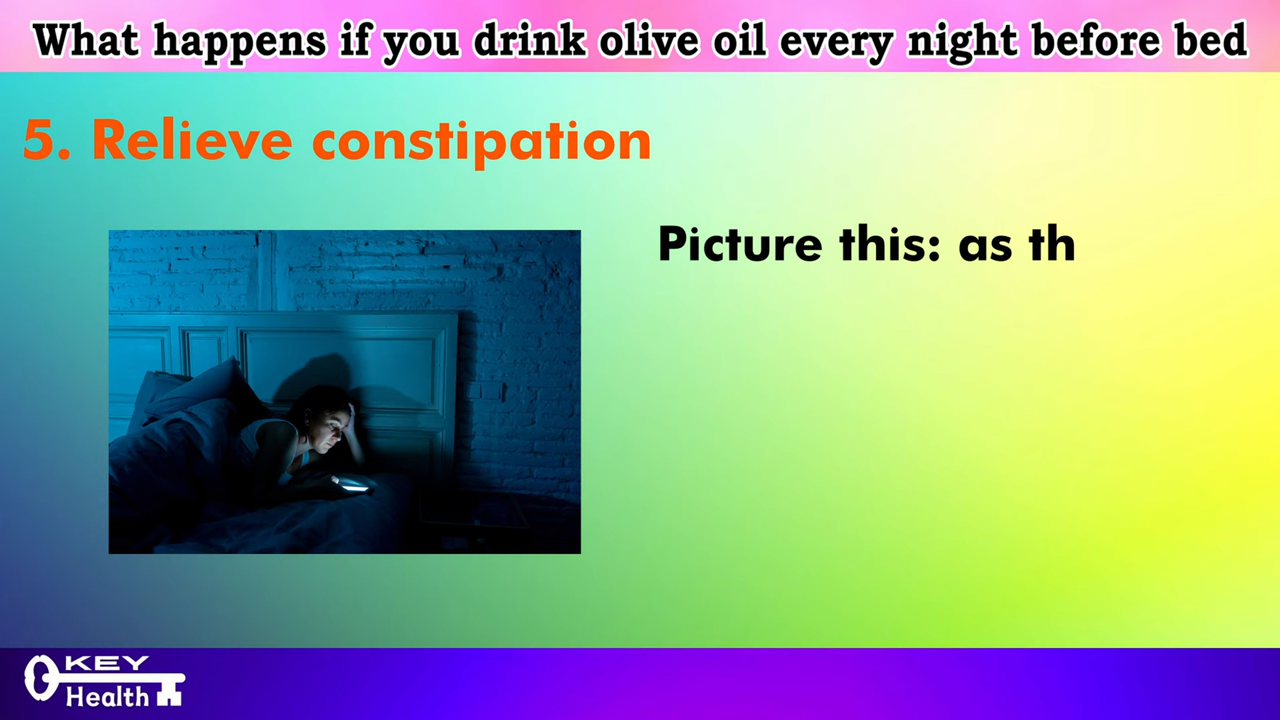 What happens if you drink olive oil every night before bed
5. Relieve constipation
Picture this: as th
KEY
Health